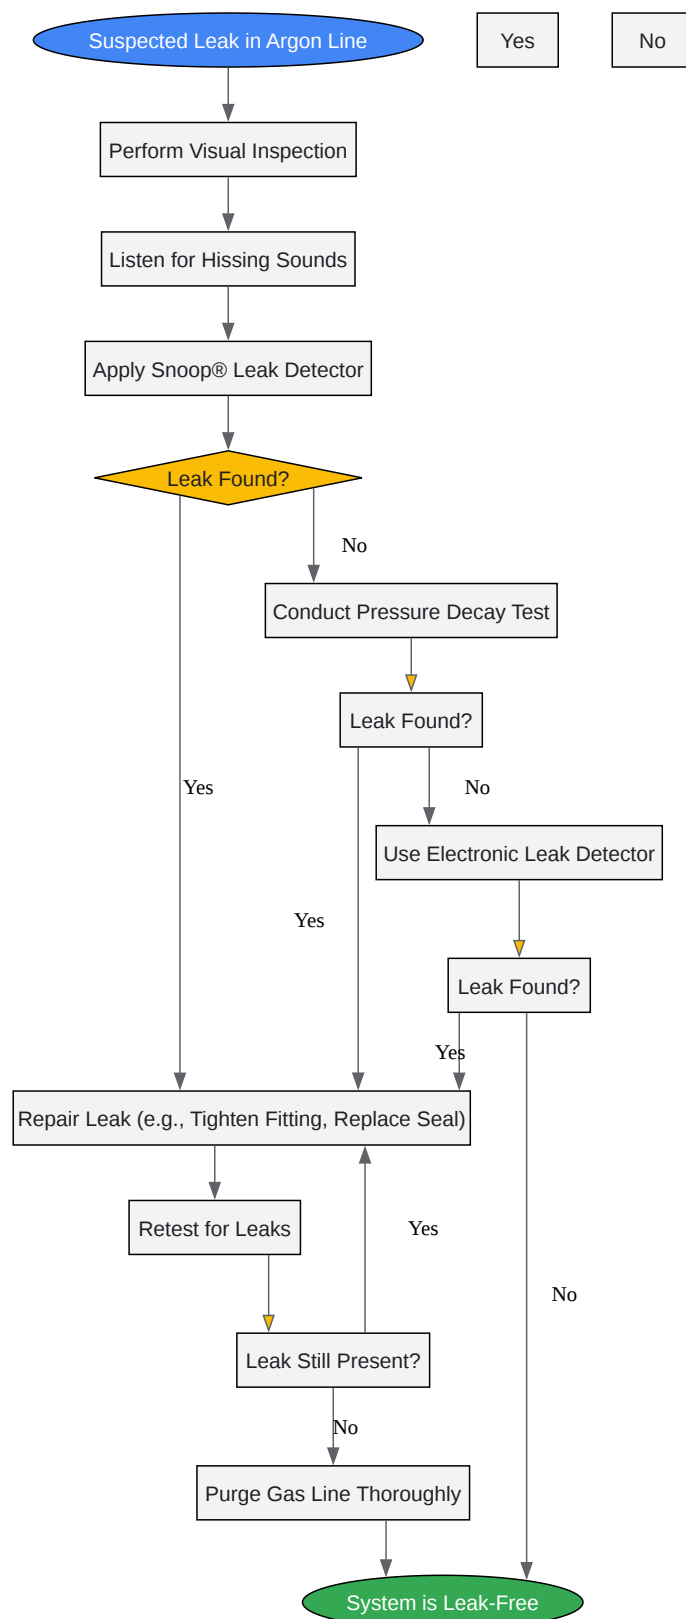 Suspected Leak in Argon Line
Yes
No
Perform Visual Inspection
Listen for Hissing Sounds
Apply Snoop® Leak Detector
Leak Found?
No
Conduct Pressure Decay Test
Leak Found?
Yes
No
Use Electronic Leak Detector
Yes
Leak Found?
Yes
Repair Leak (e.g., Tighten Fitting, Replace Seal)
Retest for Leaks
Yes
No
Leak Still Present?
No
Purge Gas Line Thoroughly
System is Leak-Free